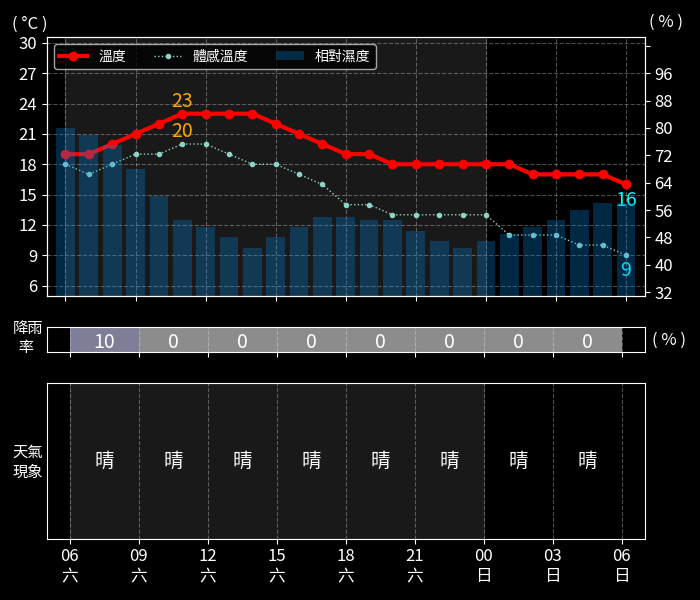 ( °C )
( % )
溫度 體感溫度 相對濕度
30
27
24
21
18
15
12
9
6
96
88
80
72
64
56
48
40
32
23
20
16
9
降雨
率
10 0 0 0 0 0 0 0
( % )
天氣
現象
晴 晴 晴 晴 晴 晴 晴 晴
06 09 12 15 18 21 00 03 06
六 六 六 六 六 六 日 日 日